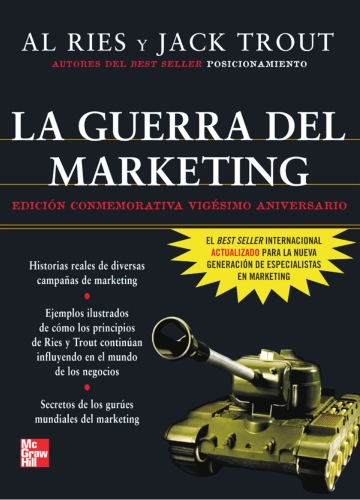 AL RIES Y JACK TROUT
AUTORES DEL BEST SELLER POSICIONAMIENTO
LA GUERRA DEL
MARKETING
EDICIÓN CONMEMORATIVA VIGÉSIMO ANIVERSARIO
EL BEST SELLER INTERNACIONAL
ACTUALIZADO PARA LA NUEVA
GENERACIÓN DE ESPECIALISTAS
EN MARKETING
Historias reales de diversas
campañas de marketing
•
Ejemplos ilustrados
de cómo los principios
de Ries y Trout continúan
influyendo en el mundo
de los negocios
•
Secretos de los gurúes
mundiales del marketing
Mc
Graw
Hill